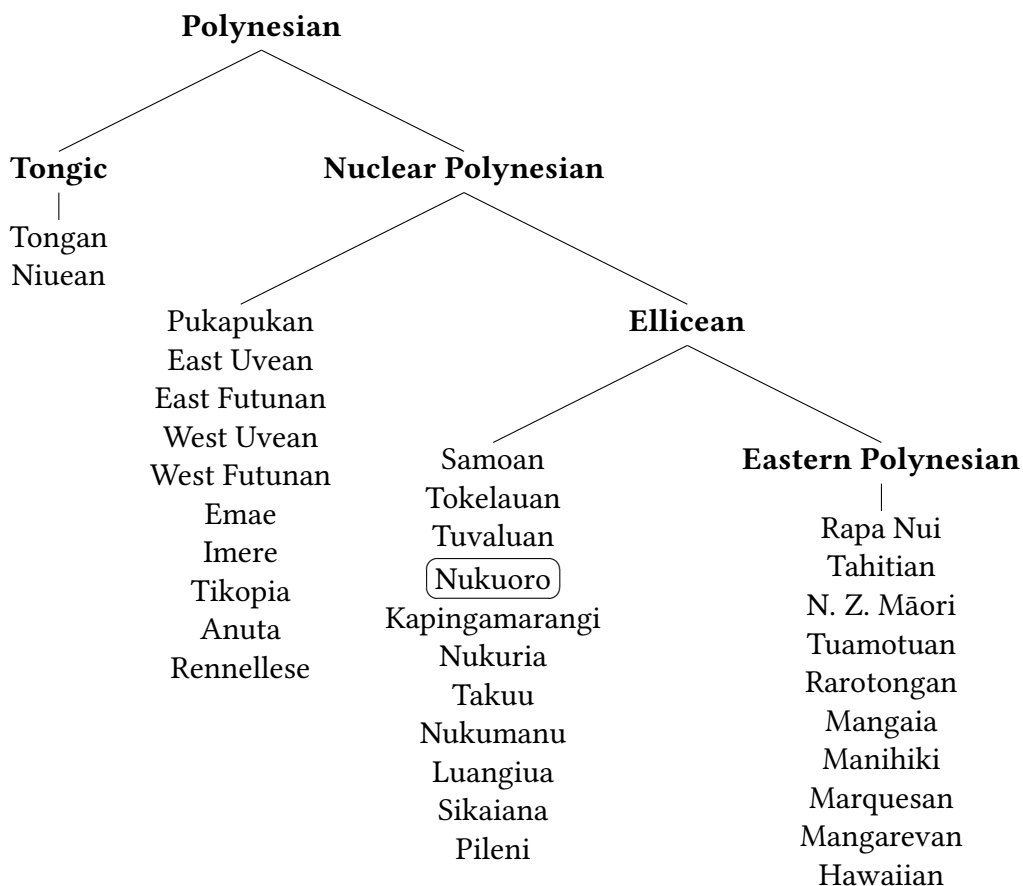 Polynesian
Tongic
Nuclear Polynesian
Tongan
Niuean
Pukapukan
East Uvean
East Futunan
West Uvean
West Futunan
Emae
Imere
Tikopia
Anuta
Rennellese
Ellicean
Samoan
Tokelauan
Tuvaluan
Nukuoro
Kapingamarangi
Nukuria
Takuu
Nukumanu
Luangiua
Sikaiana
Pileni
Eastern Polynesian
Rapa Nui
Tahitian
N. Z. Māori
Tuamotuan
Rarotongan
Mangaia
Manihiki
Marquesan
Mangarevan
Hawaiian